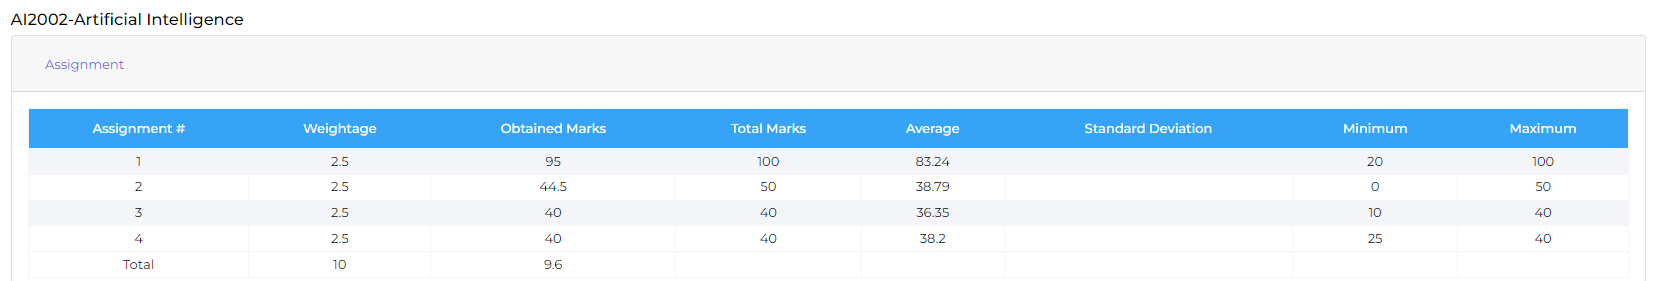 AI2002-Artificial Intelligence
Assignment
Assignment # Weightage Obtained Marks Total Marks Average Standard Deviation Minimum Maximum
1 2.5 95 100 83.24 20 100
2 2.5 44.5 50 38.79 0 50
3 2.5 40 40 36.35 10 40
4 2.5 40 40 38.2 25 40
Total 10 9.6